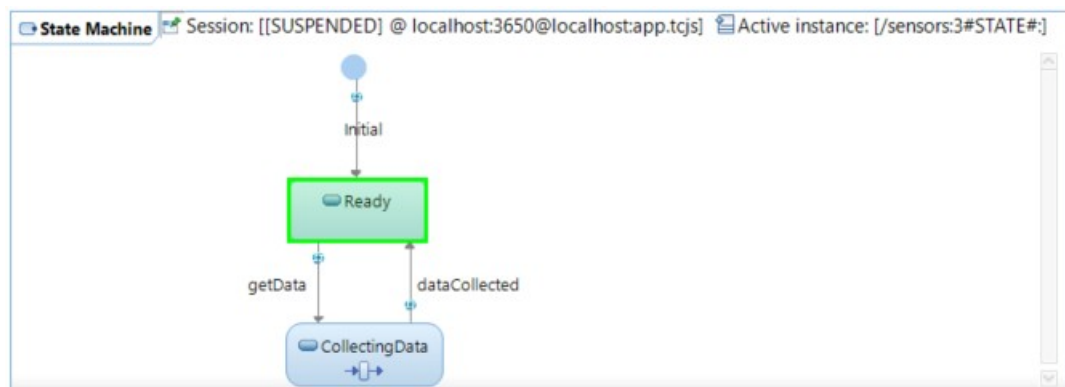 State Machine Session: [[SUSPENDED] @ localhost:3650@localhost:app.tcjs] Active instance: [/sensors:3#STATE#:]
Initial
Ready
getData dataCollected
CollectingData